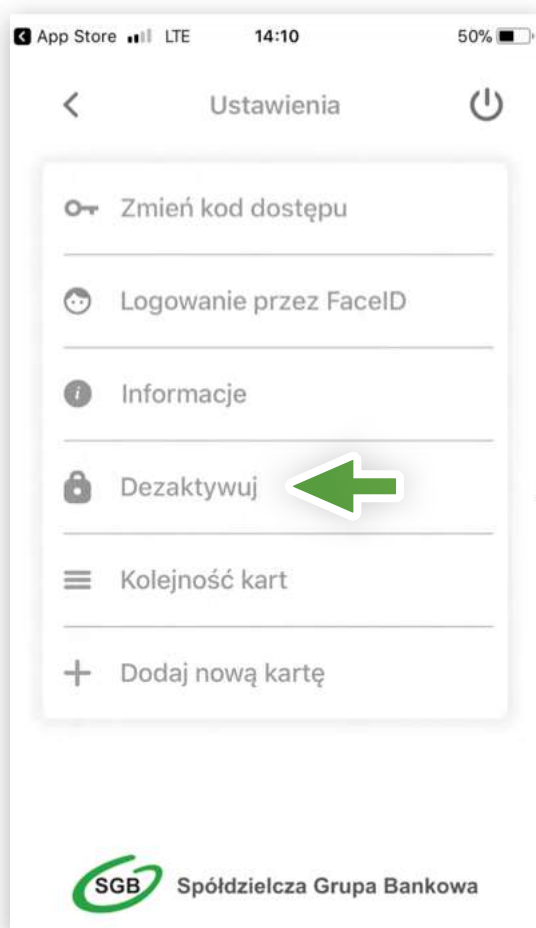 App Store LTE 14:10 50%
Ustawienia
Zmień kod dostępu
Logowanie przez FaceID
Informacje
Dezaktywuj
Kolejność kart
Dodaj nową kartę
SGB Spółdzielcza Grupa Bankowa